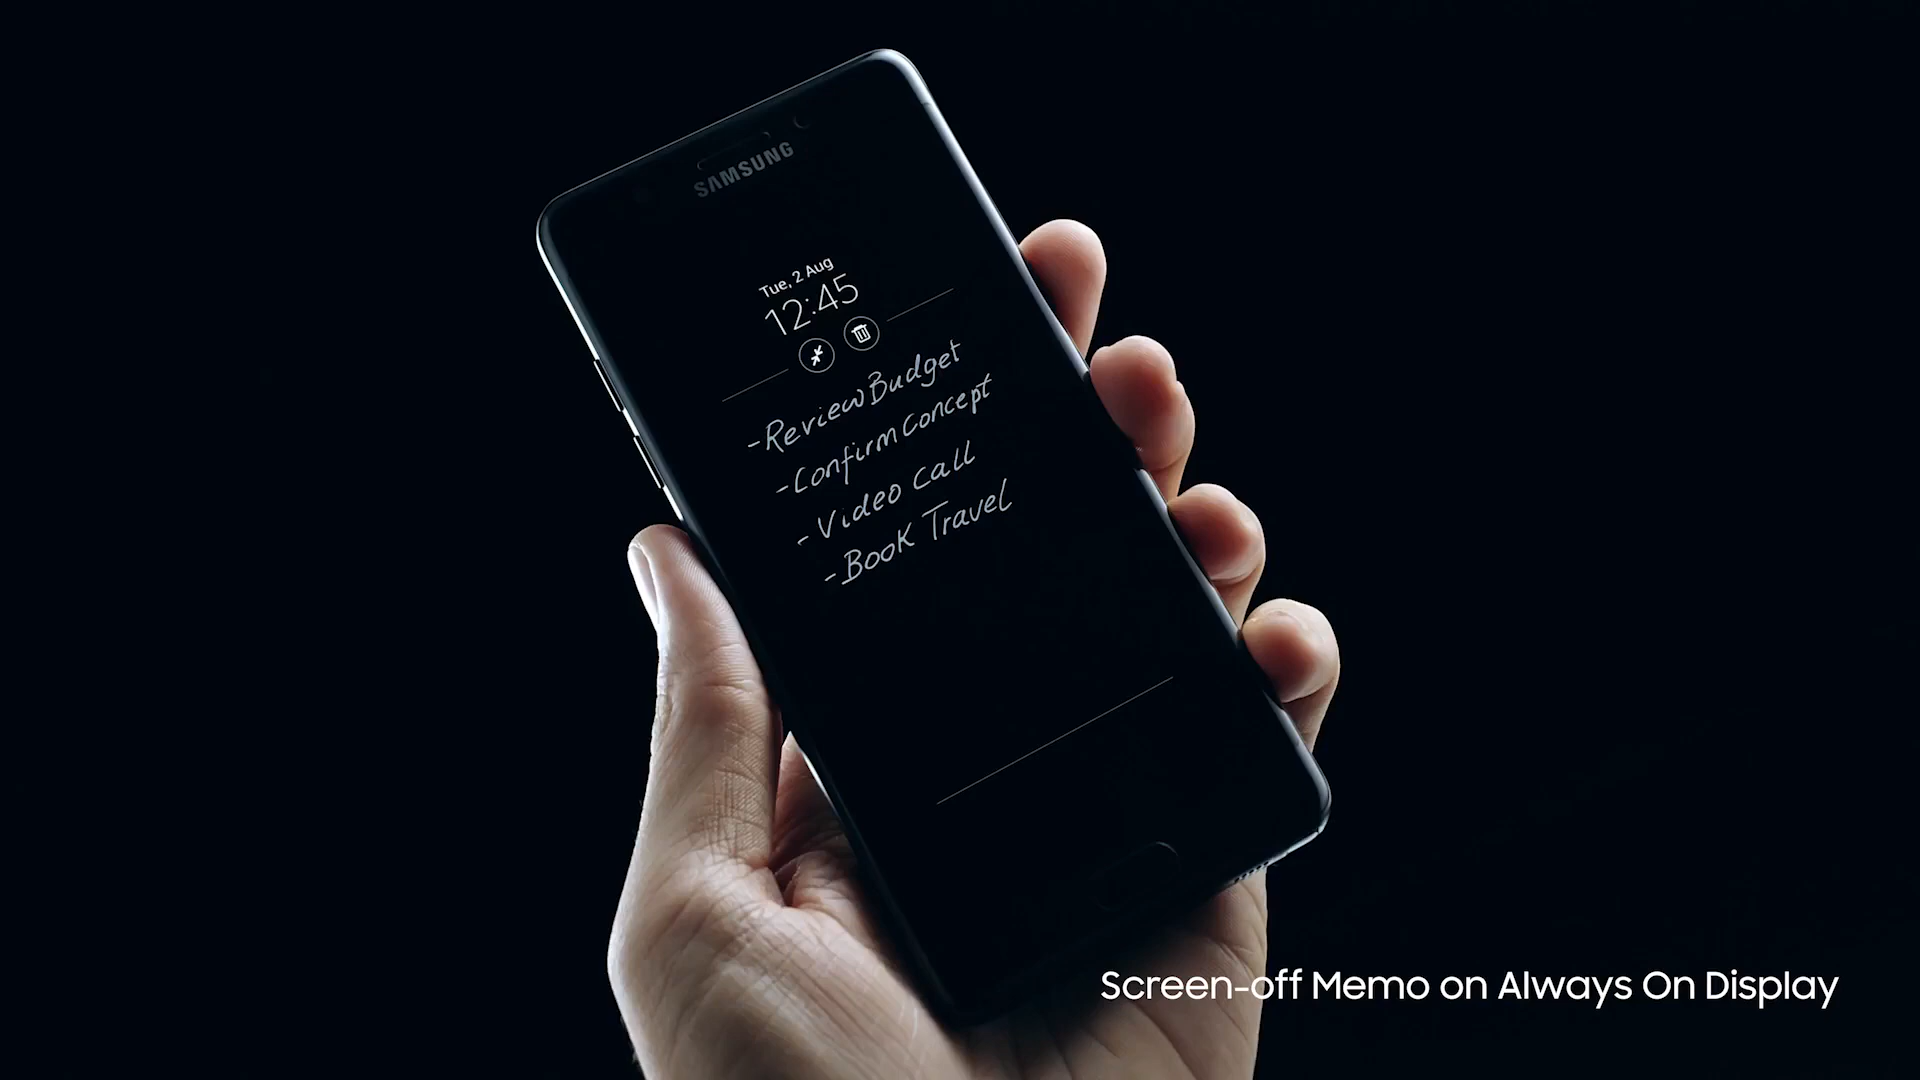 SAMSUNG
Tue, 2 Aug
12:45
-Review Budget
-Confirm Concept
-Video Call
-Book Travel
Screen-off Memo on Always On Display